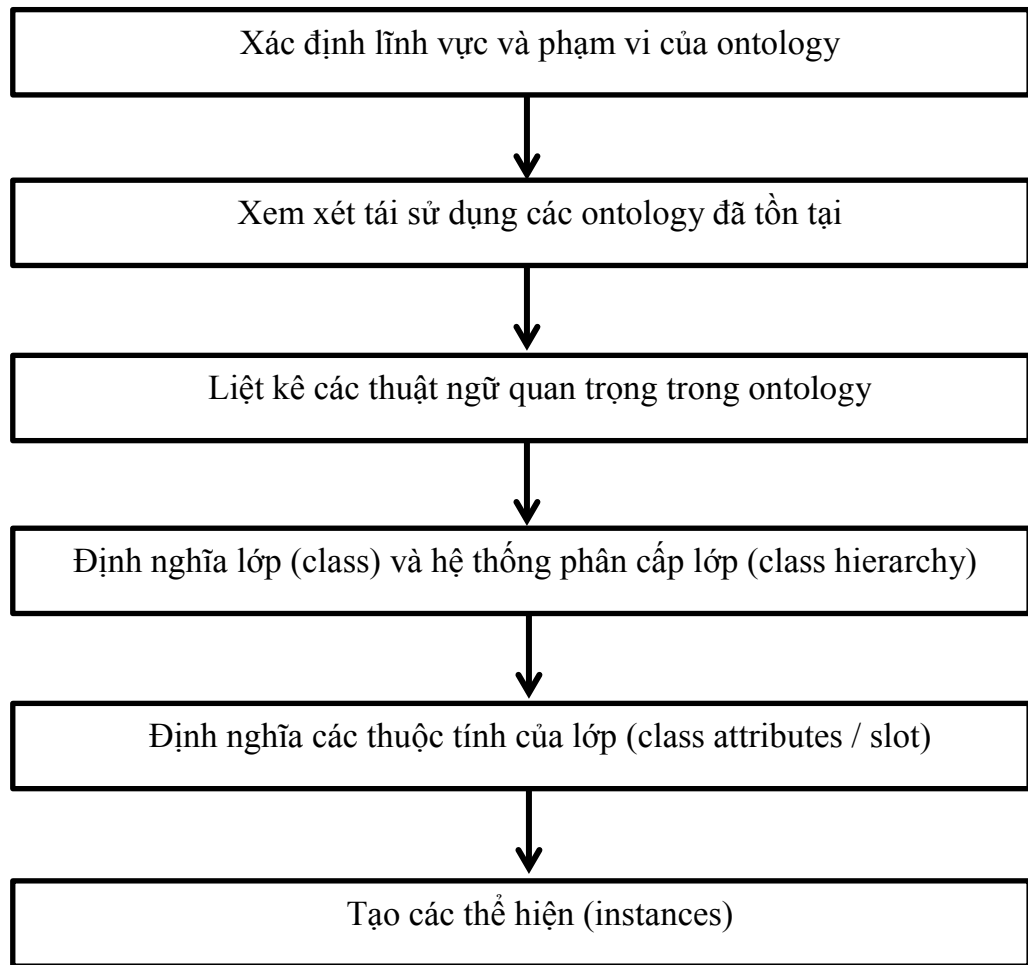 Xác định lĩnh vực và phạm vi của ontology
Xem xét tái sử dụng các ontology đã tồn tại
Liệt kê các thuật ngữ quan trọng trong ontology
Định nghĩa lớp (class) và hệ thống phân cấp lớp (class hierarchy)
Định nghĩa các thuộc tính của lớp (class attributes / slot)
Tạo các thể hiện (instances)